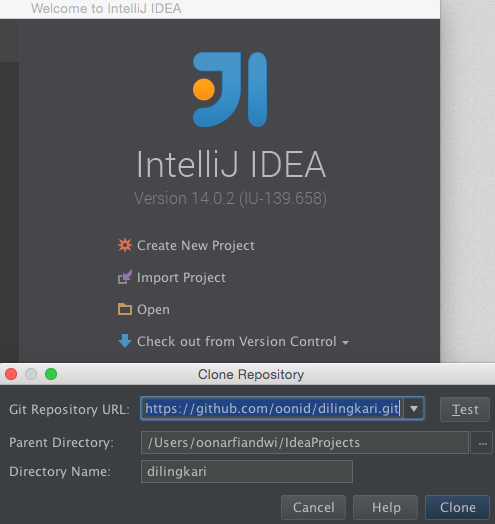 Welcome to IntelliJ IDEA
IntelliJ IDEA
Version 14.0.2 (IU-139.658)
Create New Project
Import Project
Open
Check out from Version Control
Clone Repository
Git Repository URL: https://github.com/oonid/dilingkari.git Test
Parent Directory: /Users/oonarfiandwi/IdeaProjects ...
Directory Name: dilingkari
Cancel Help Clone